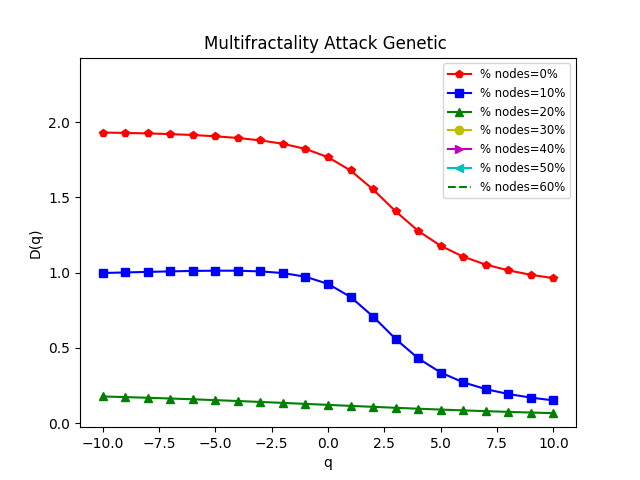 Multifractality Attack Genetic
% nodes=0%
% nodes=10%
% nodes=20%
% nodes=30%
% nodes=40%
% nodes=50%
% nodes=60%
D(q)
2.0
1.5
1.0
0.5
0.0
−10.0 −7.5 −5.0 −2.5 0.0 2.5 5.0 7.5 10.0
q